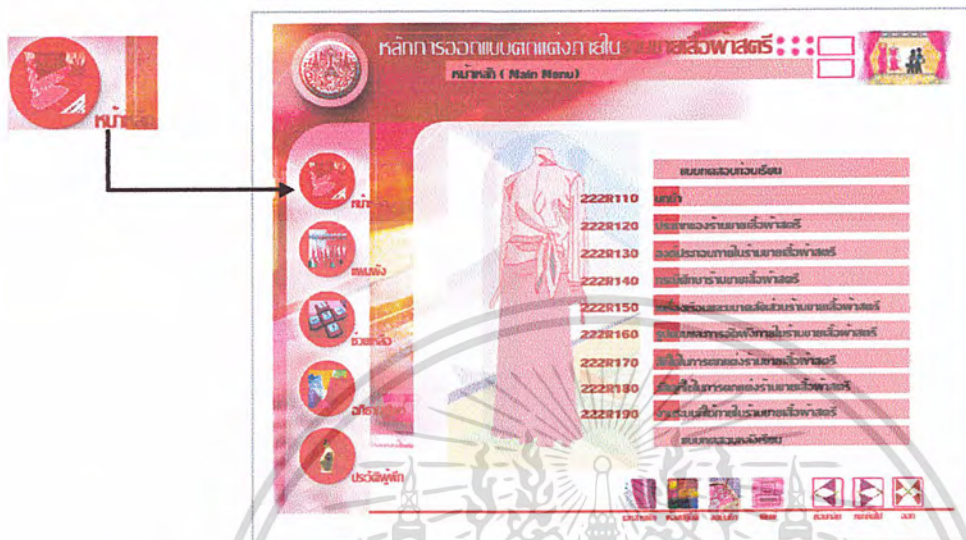 หลักการออกแบบตกแต่งภายในร้านขายเสื้อผ้าสตรี
หน้าหลัก ( Main Menu)
หน้าหลัก
หน้า
แผนผัง
ช่วยเหลือ
ประวัติผู้ผลิต
แบบทดสอบก่อนเรียน
222R110 บทนำ
222R120 ประเภทของร้านขายเสื้อผ้าสตรี
222R130 องค์ประกอบภายในร้านขายเสื้อผ้าสตรี
222R140 กรณีศึกษาร้านขายเสื้อผ้าสตรี
222R150 เครื่องเรือนและขนาดสัดส่วนร้านขายเสื้อผ้าสตรี
222R160 รูปแบบและการจัดผังภายในร้านขายเสื้อผ้าสตรี
222R170 สีที่ใช้ในการตกแต่งร้านขายเสื้อผ้าสตรี
222R180 วัสดุที่ใช้ในการตกแต่งร้านขายเสื้อผ้าสตรี
222R190 งานระบบที่ใช้ภายในร้านขายเสื้อผ้าสตรี
แบบทดสอบหลังเรียน
ย้อนกลับ
ออก